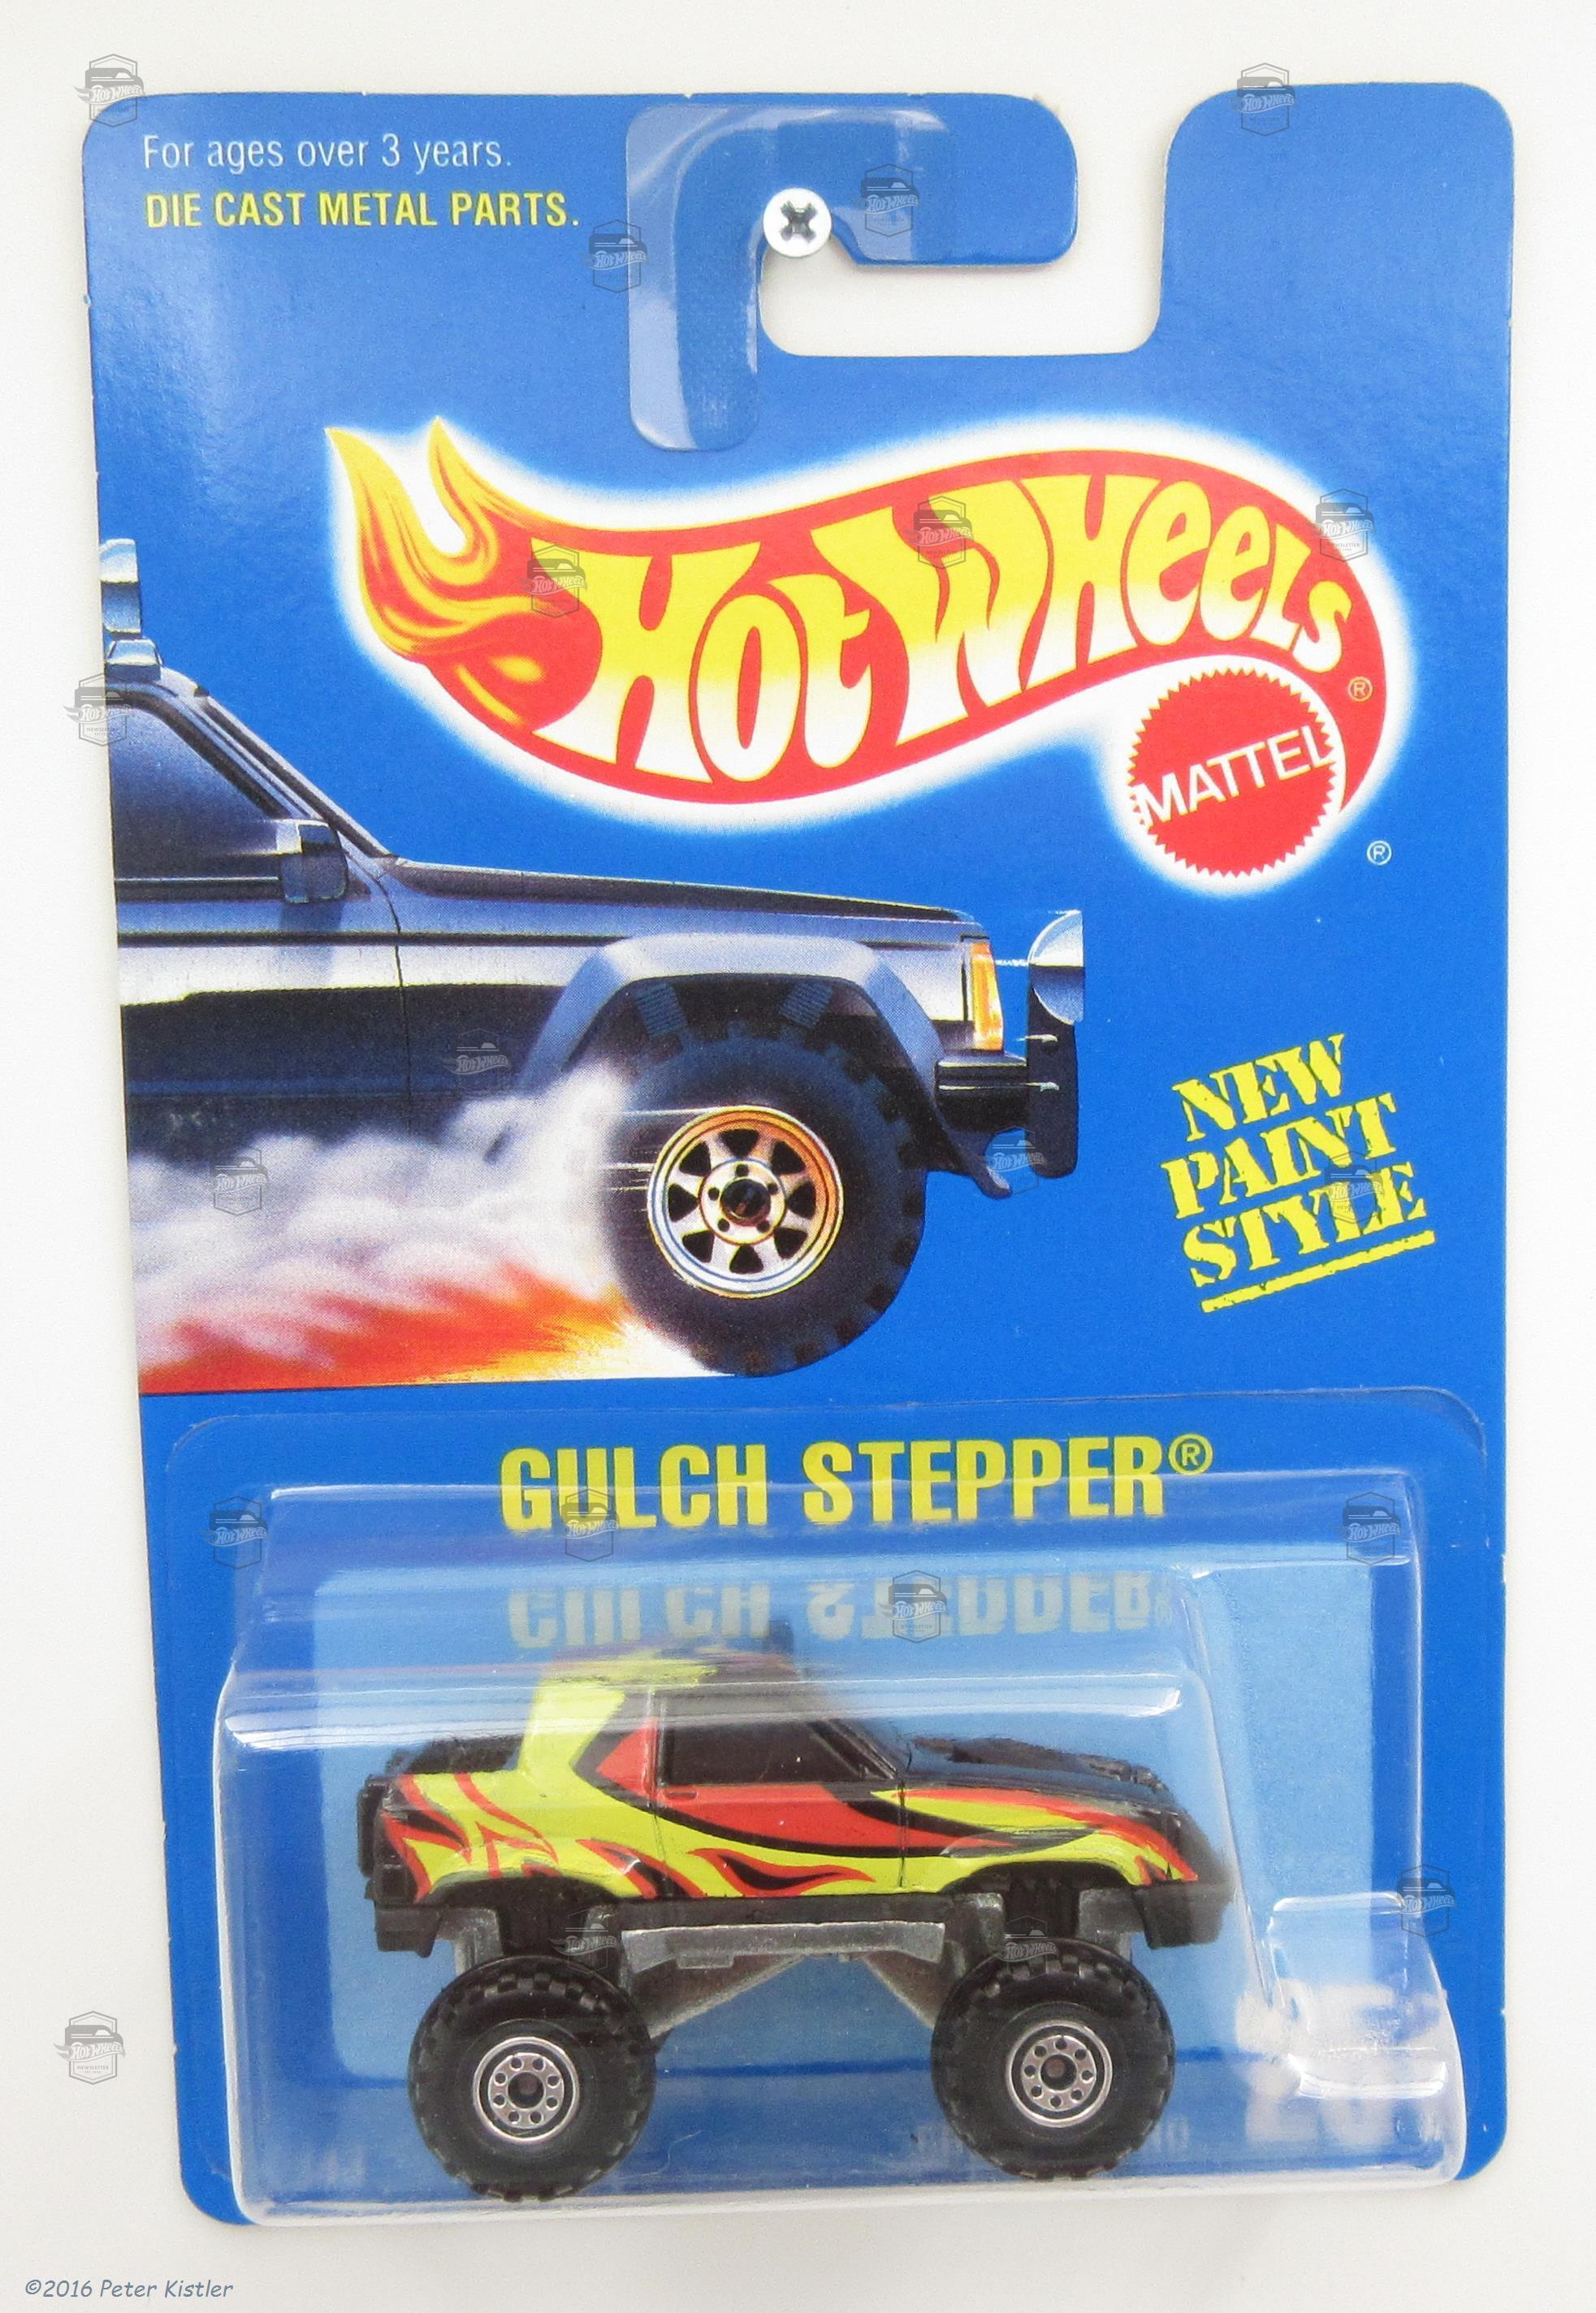 For ages over 3 years.
DIE CAST METAL PARTS.
HOT WHEELS ®
MATTEL
®
NEW
PAINT
STYLE
GULCH STEPPER®
©2016 Peter Kistler